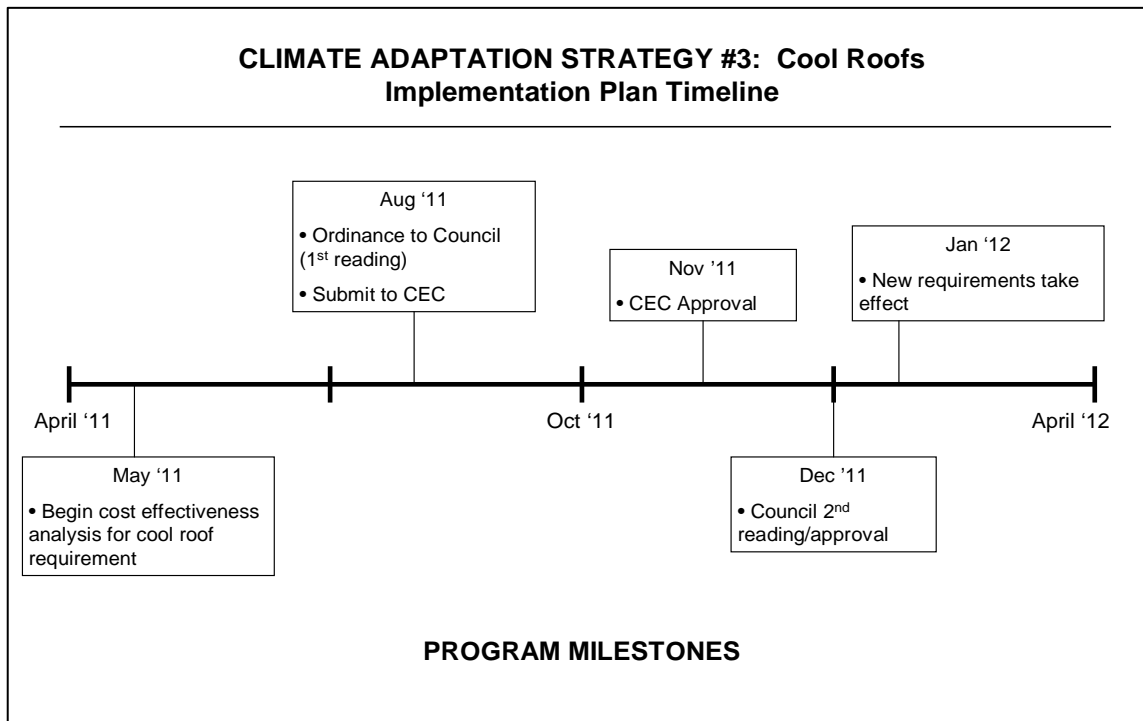 CLIMATE ADAPTATION STRATEGY #3:  Cool Roofs
Implementation Plan Timeline
Aug ‘11
• Ordinance to Council
(1st reading)
• Submit to CEC
Nov ’11
• CEC Approval
Jan ‘12
• New requirements take
effect
April ‘11
Oct ‘11
April ‘12
May ‘11
• Begin cost effectiveness
analysis for cool roof
requirement
Dec ‘11
• Council 2nd
reading/approval
PROGRAM MILESTONES